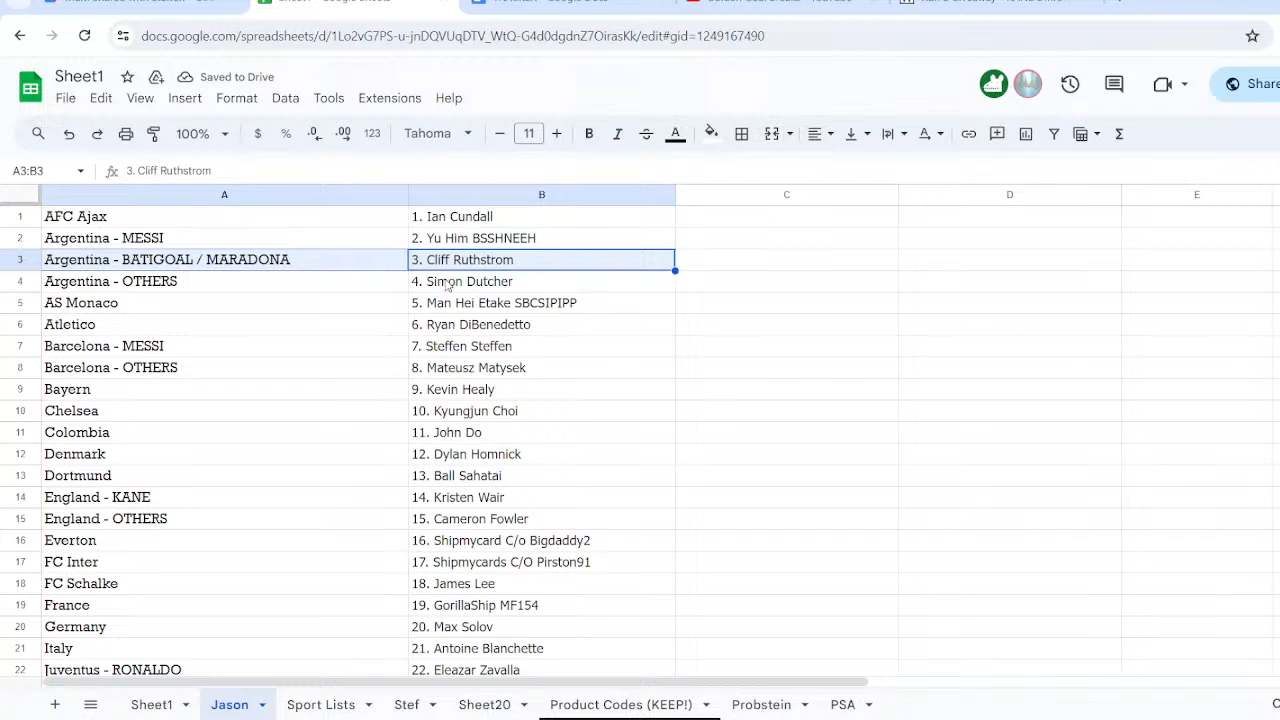 docs.google.com/spreadsheets/d/1Lo2vG7PS-u-jnDQVUqDTV_WtQ-G4d0dgdnZ7OirasKk/edit#gid=1249167490
Sheet1 Saved to Drive
File Edit View Insert Format Data Tools Extensions Help
Share
100% $ % .0 .00 123 Tahoma 11 B I A
A3:B3 fx 3. Cliff Ruthstrom
A B C D E
1 AFC Ajax 1. Ian Cundall
2 Argentina - MESSI 2. Yu Him BSSHNEEH
3 Argentina - BATIGOAL / MARADONA 3. Cliff Ruthstrom
4 Argentina - OTHERS 4. Simon Dutcher
5 AS Monaco 5. Man Hei Etake SBCSIPIPP
6 Atletico 6. Ryan DiBenedetto
7 Barcelona - MESSI 7. Steffen Steffen
8 Barcelona - OTHERS 8. Mateusz Matysek
9 Bayern 9. Kevin Healy
10 Chelsea 10. Kyungjun Choi
11 Colombia 11. John Do
12 Denmark 12. Dylan Homnick
13 Dortmund 13. Ball Sahatai
14 England - KANE 14. Kristen Wair
15 England - OTHERS 15. Cameron Fowler
16 Everton 16. Shipmycard C/o Bigdaddy2
17 FC Inter 17. Shipmycards C/O Pirston91
18 FC Schalke 18. James Lee
19 France 19. GorillaShip MF154
20 Germany 20. Max Solov
21 Italy 21. Antoine Blanchette
22 Juventus - RONALDO 22. Eleazar Zavalla
Sheet1 Jason Sport Lists Stef Sheet20 Product Codes (KEEP!) Probstein PSA